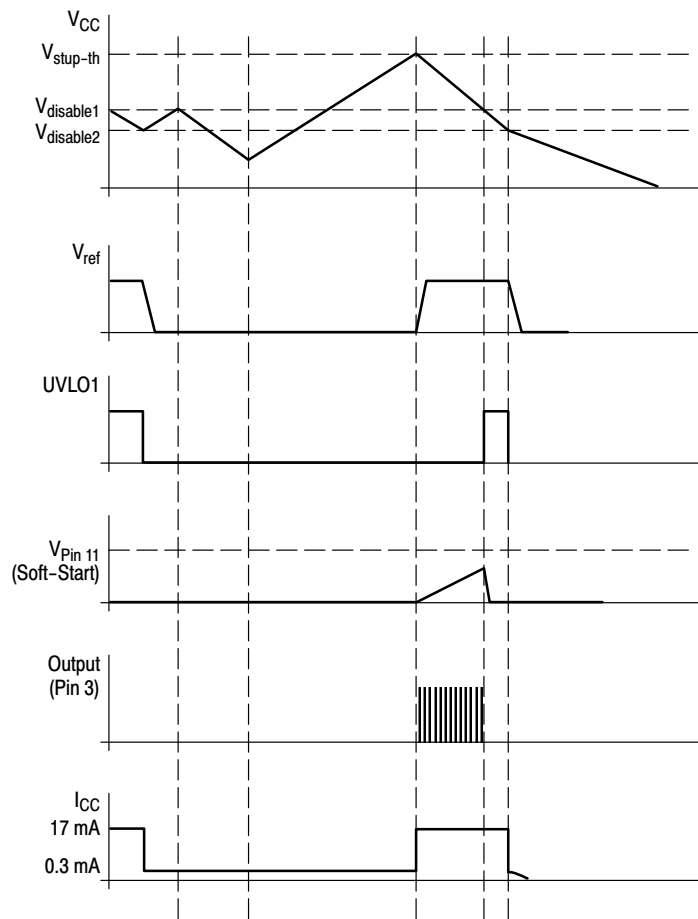 VCC
Vstup-th
Vdisable1
Vdisable2
Vref
UVLO1
VPin 11
(Soft-Start)
Output
(Pin 3)
ICC
17 mA
0.3 mA